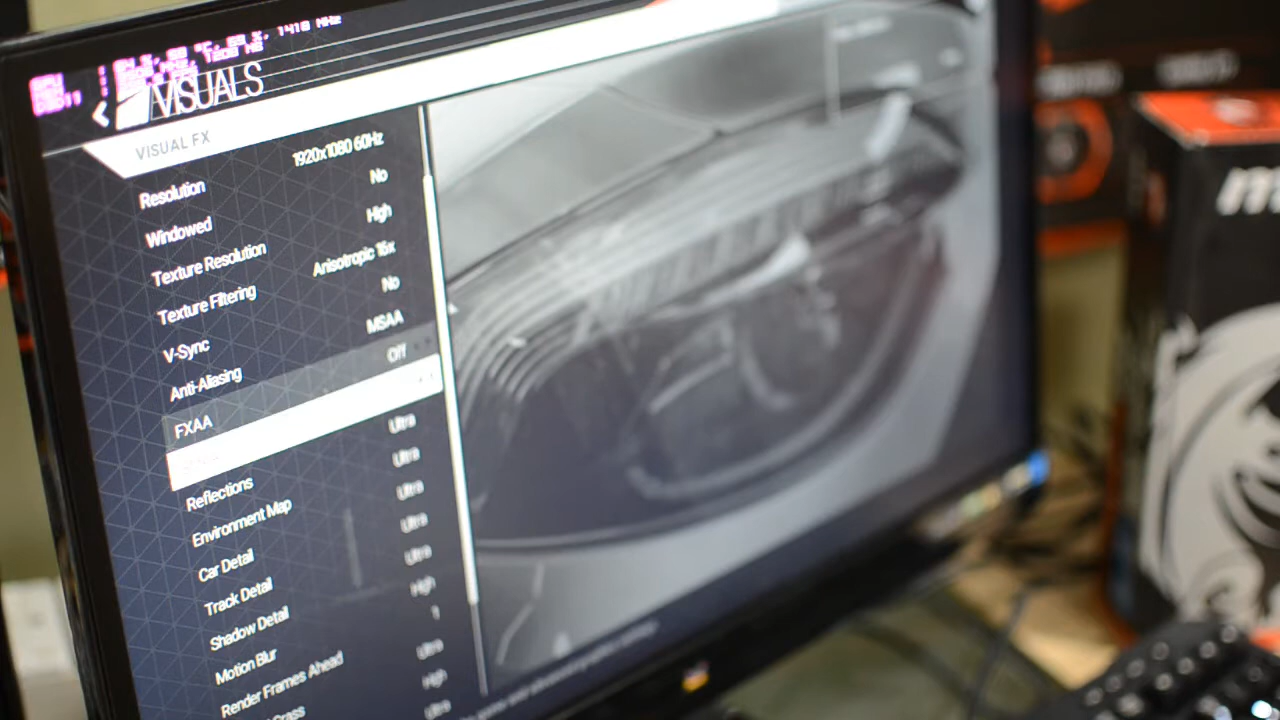 VISUALS
VISUAL FX
Resolution 1920x1080 60Hz
Windowed No
Texture Resolution High
Texture Filtering Anisotropic 16x
V-Sync No
Anti-Aliasing MSAA
FXAA Off
Reflections Ultra
Environment Map Ultra
Car Detail Ultra
Track Detail Ultra
Shadow Detail Ultra
Motion Blur High
Render Frames Ahead 1
Grass Ultra
High
Ultra